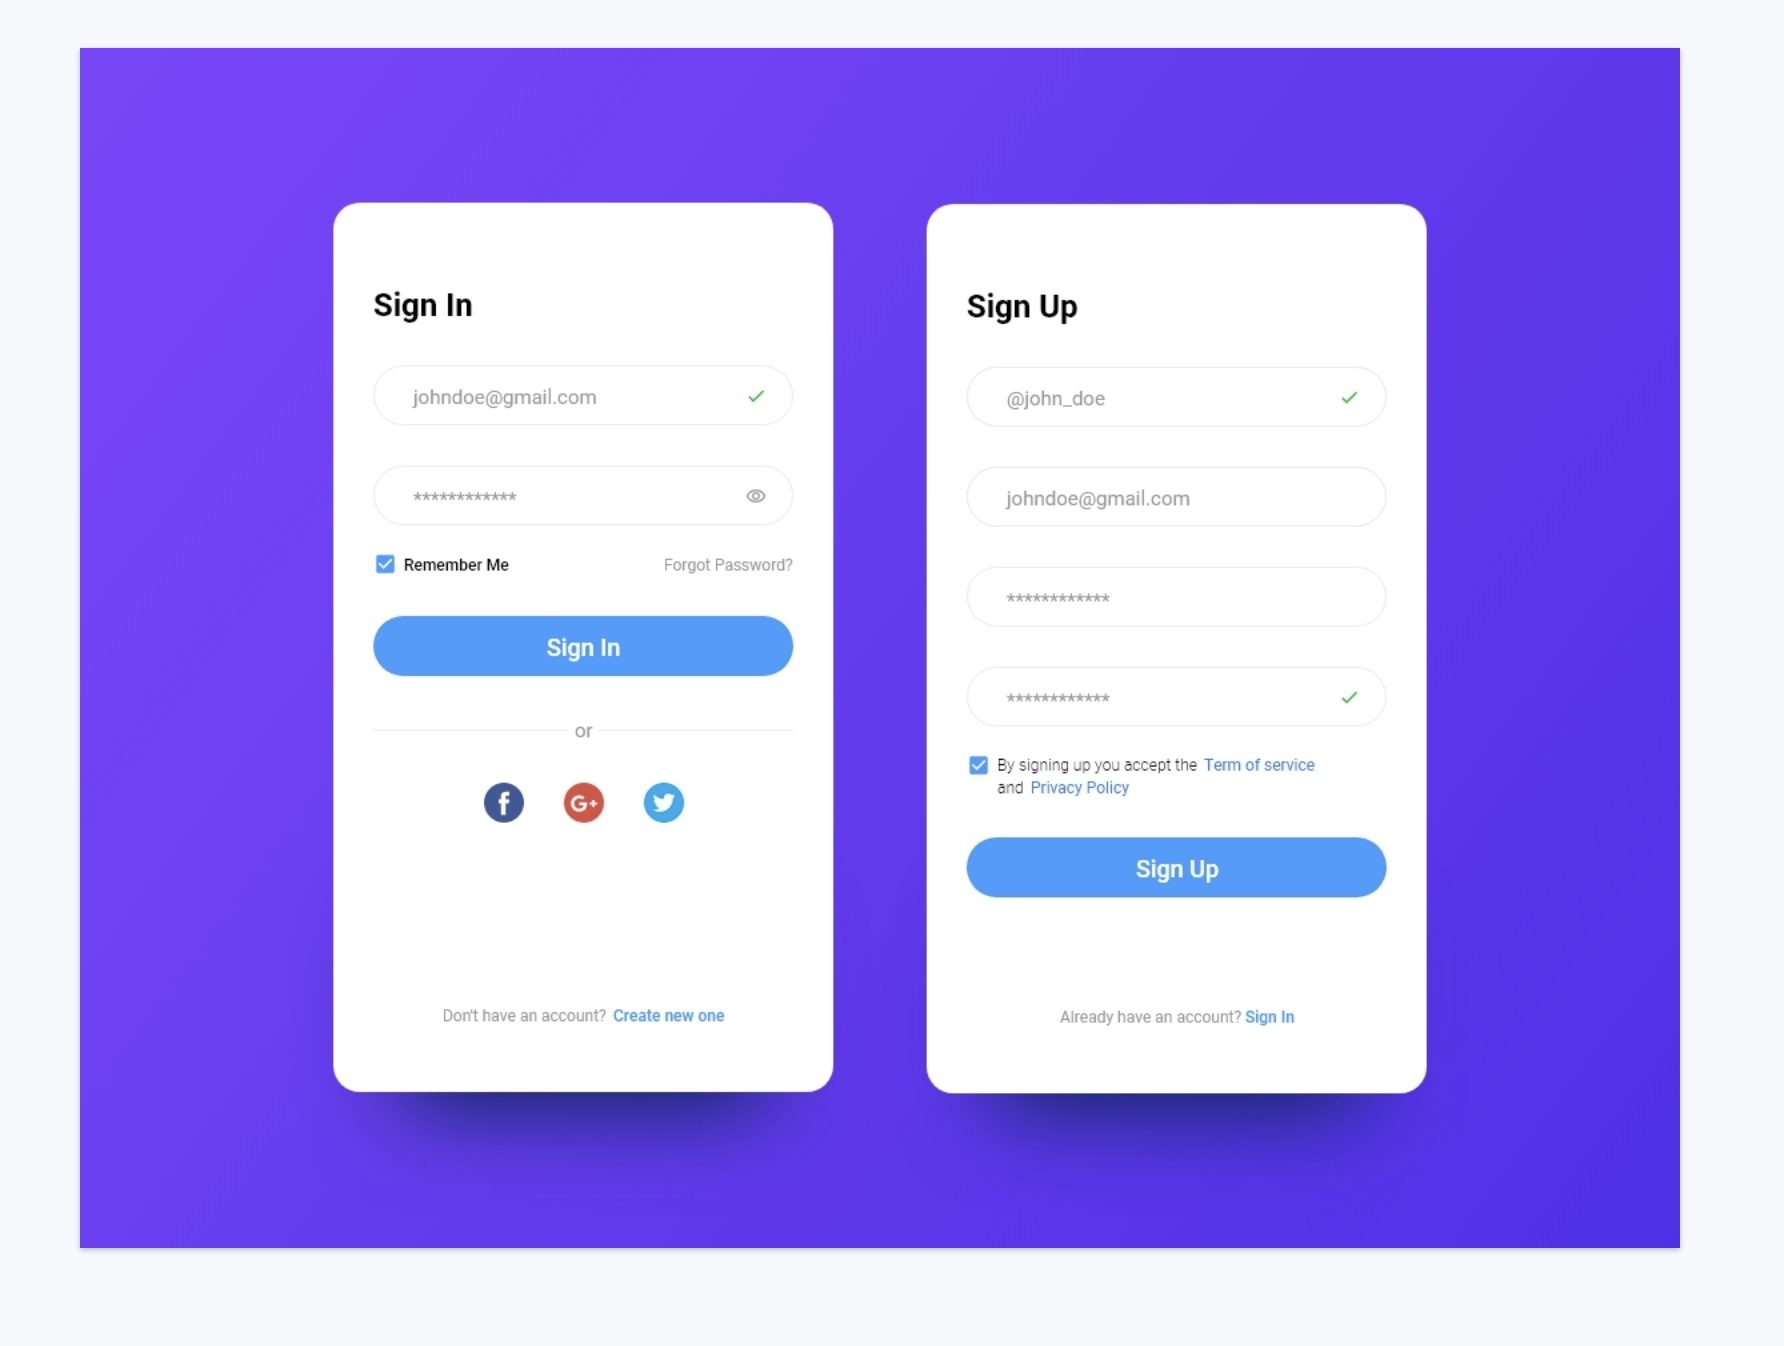 Sign In
johndoe@gmail.com
************
Remember Me
Forgot Password?
Sign In
or
f
G+
Don't have an account? Create new one
Sign Up
@john_doe
johndoe@gmail.com
************
************
By signing up you accept the Term of service
and Privacy Policy
Sign Up
Already have an account? Sign In